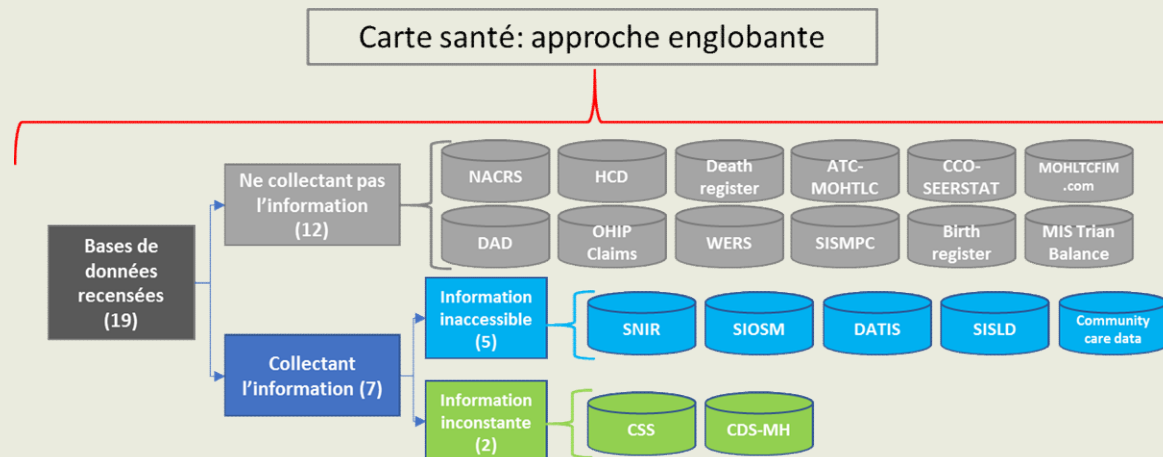 Carte santé: approche englobante
Bases de
données
recensées
(19)
Ne collectant pas
l'information
(12)
NACRS
HCD
Death
register
ATC-
MOHTLC
CCO-
SEERSTAT
MOHLTCFIM
.com
DAD
OHIP
Claims
WERS
SISMPC
Birth
register
MIS Trian
Balance
Collectant
l'information (7)
Information
inaccessible
(5)
SNIR
SIOSM
DATIS
SISLD
Community
care data
Information
inconstante
(2)
CSS
CDS-MH